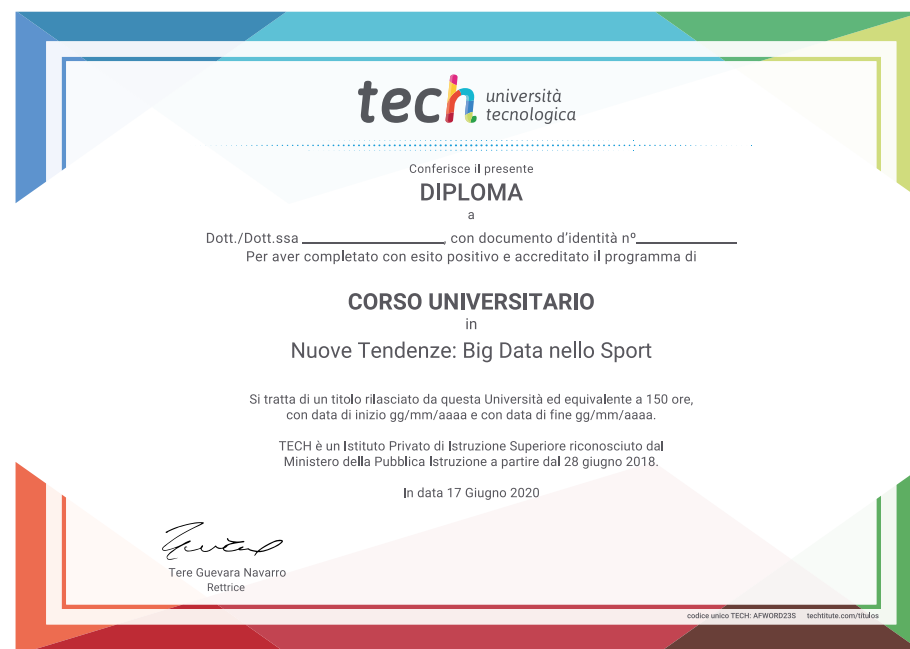 tech università
tecnologica
Conferisce il presente
DIPLOMA
a
Dott./Dott.ssa ________________, con documento d'identità nº____________
Per aver completato con esito positivo e accreditato il programma di
CORSO UNIVERSITARIO
in
Nuove Tendenze: Big Data nello Sport
Si tratta di un titolo rilasciato da questa Università ed equivalente a 150 ore,
con data di inizio gg/mm/aaaa e con data di fine gg/mm/aaaa.
TECH è un Istituto Privato di Istruzione Superiore riconosciuto dal
Ministero della Pubblica Istruzione a partire dal 28 giugno 2018.
In data 17 Giugno 2020
Tere Guevara Navarro
Rettrice
codice unico TECH: AFWORD23S techtitute.com/titulos